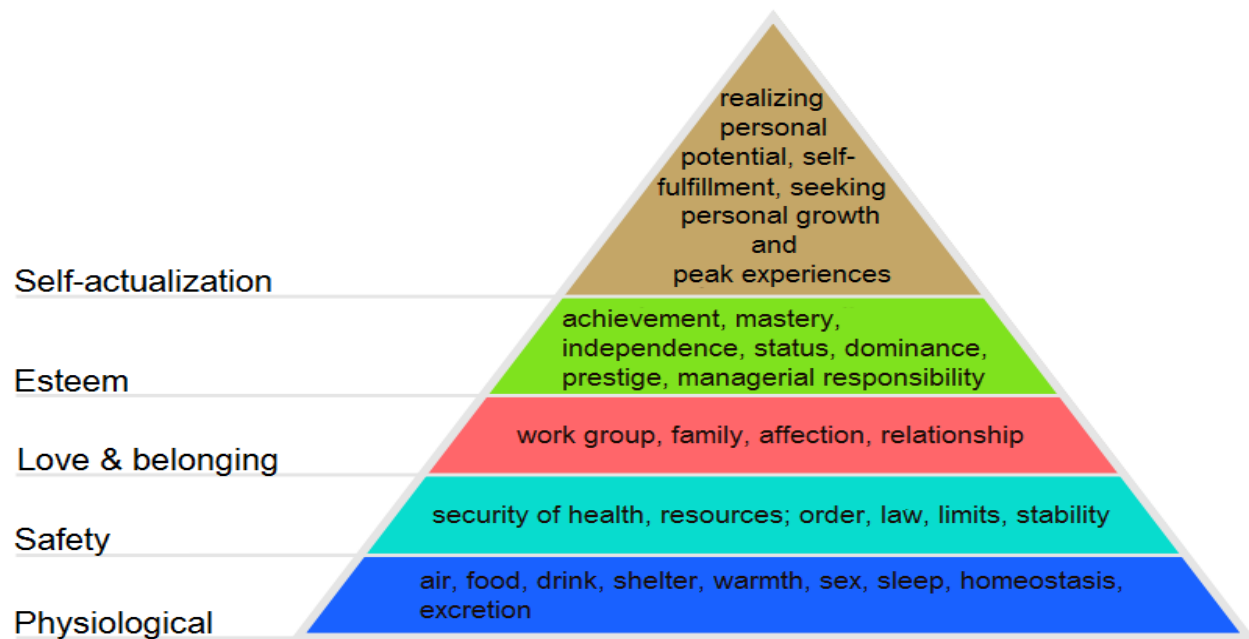 realizing
personal
potential, self-
fulfillment, seeking
personal growth
and
peak experiences
Self-actualization
achievement, mastery,
independence, status, dominance,
prestige, managerial responsibility
Esteem
work group, family, affection, relationship
Love & belonging
security of health, resources; order, law, limits, stability
Safety
air, food, drink, shelter, warmth, sex, sleep, homeostasis,
excretion
Physiological